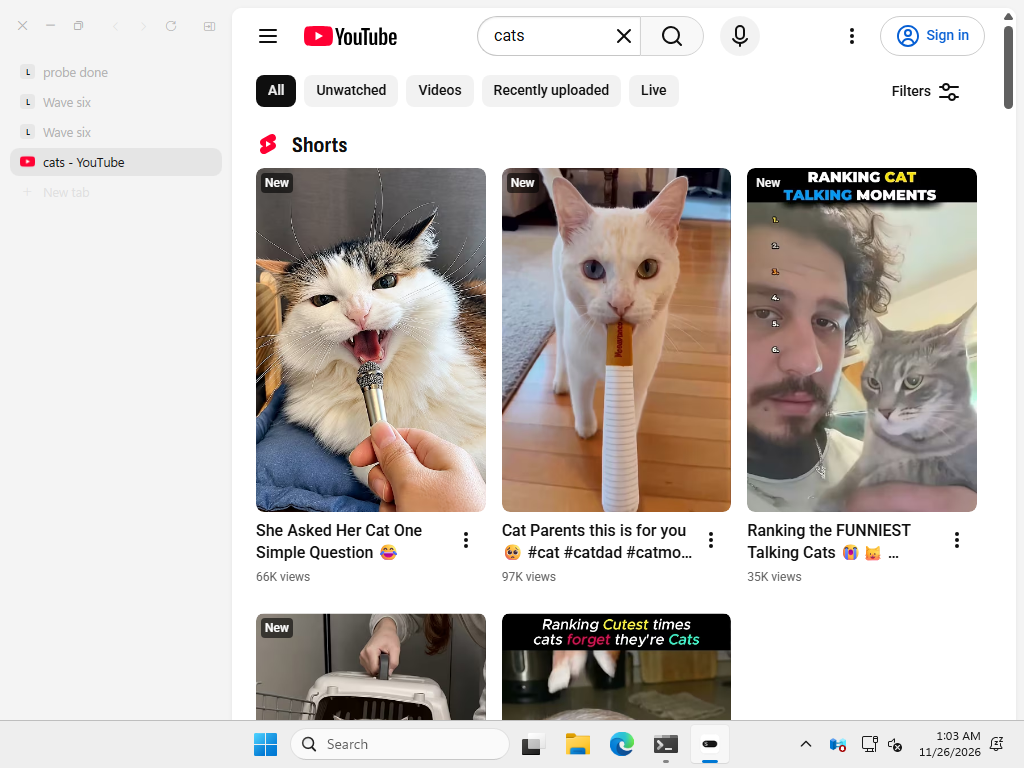 probe done
Wave six
Wave six
cats - YouTube
New tab
YouTube
cats
Sign in
All
Unwatched
Videos
Recently uploaded
Live
Filters
Shorts
New
New
New
RANKING CAT
TALKING MOMENTS
1.
2.
3.
4.
5.
6.
She Asked Her Cat One
Simple Question 😂
66K views
Cat Parents this is for you
🥹 #cat #catdad #catmo...
97K views
Ranking the FUNNIEST
Talking Cats 😭 😹 ...
35K views
New
Ranking Cutest times
cats forget they're Cats
Search
1:03 AM
11/26/2026